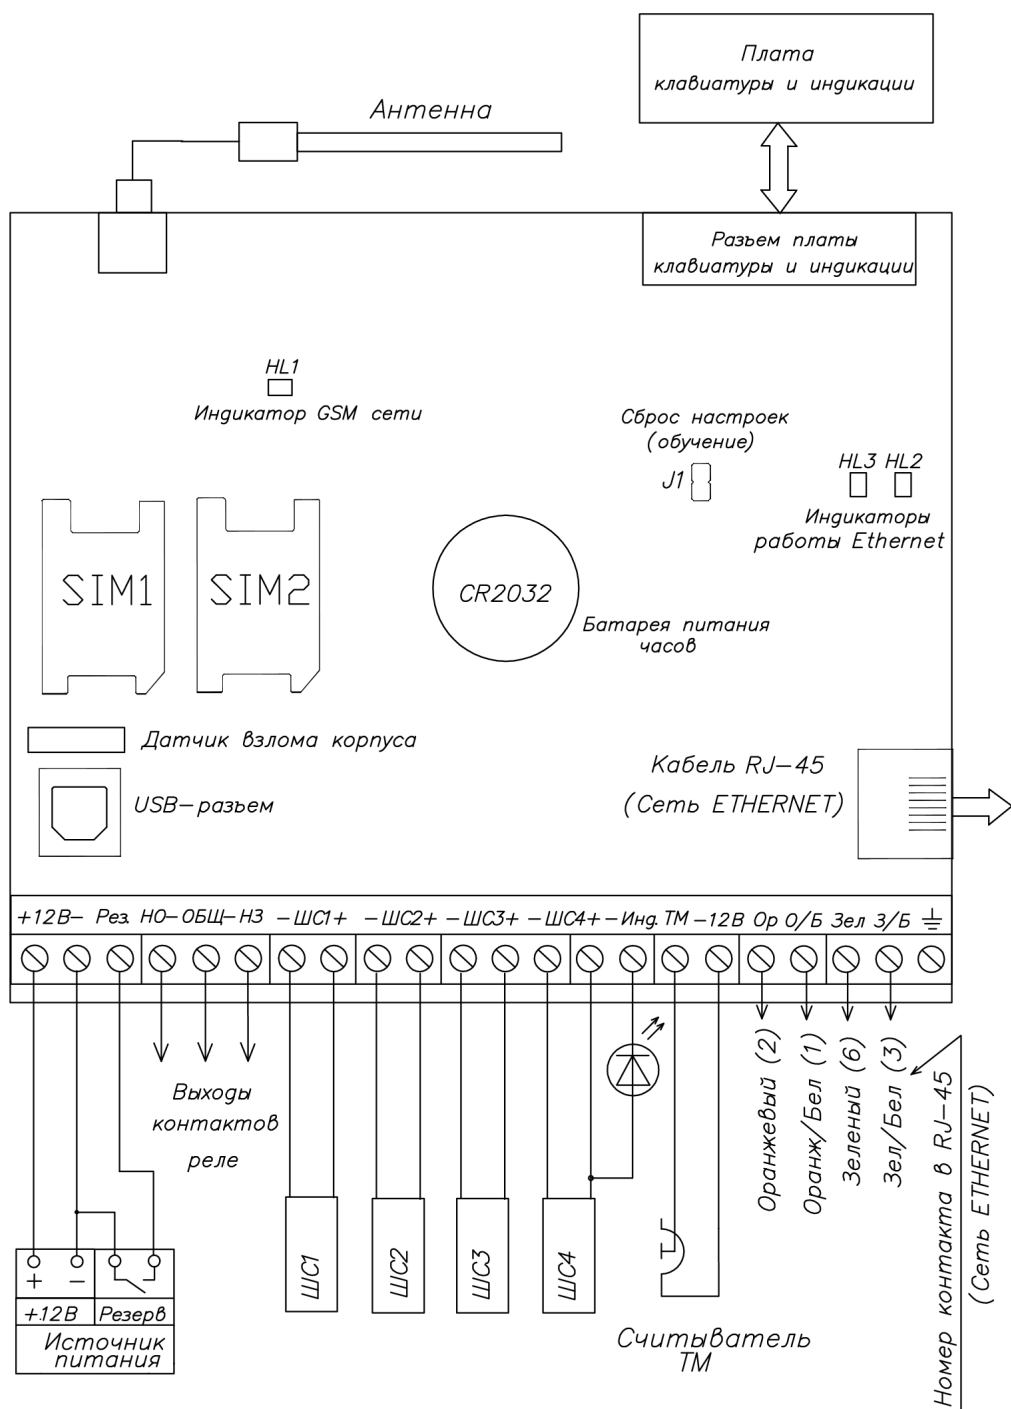 Плата
клавиатуры и индикации
Антенна
Разъем платы
клавиатуры и индикации
HL1
Индикатор GSM сети
Сброс настроек
(обучение)
J1
HL3 HL2
Индикаторы
работы Ethernet
SIM1
SIM2
CR2032
Батарея питания
часов
Датчик взлома корпуса
USB-разъем
Кабель RJ-45
(Сеть ETHERNET)
+12В- Рез. НО-ОБЩ-НЗ -ШС1+ -ШС2+ -ШС3+ -ШС4+ -Инд. ТМ -12В Ор О/Б Зел З/Б
Выходы
контактов
реле
Оранжевый (2)
Оранж/Бел (1)
Зеленый (6)
Зел/Бел (3)
Номер контакта в RJ-45
(Сеть ETHERNET)
ШС1
ШС2
ШС3
ШС4
+ -
+12В Резерв
Источник
питания
Считыватель
ТМ